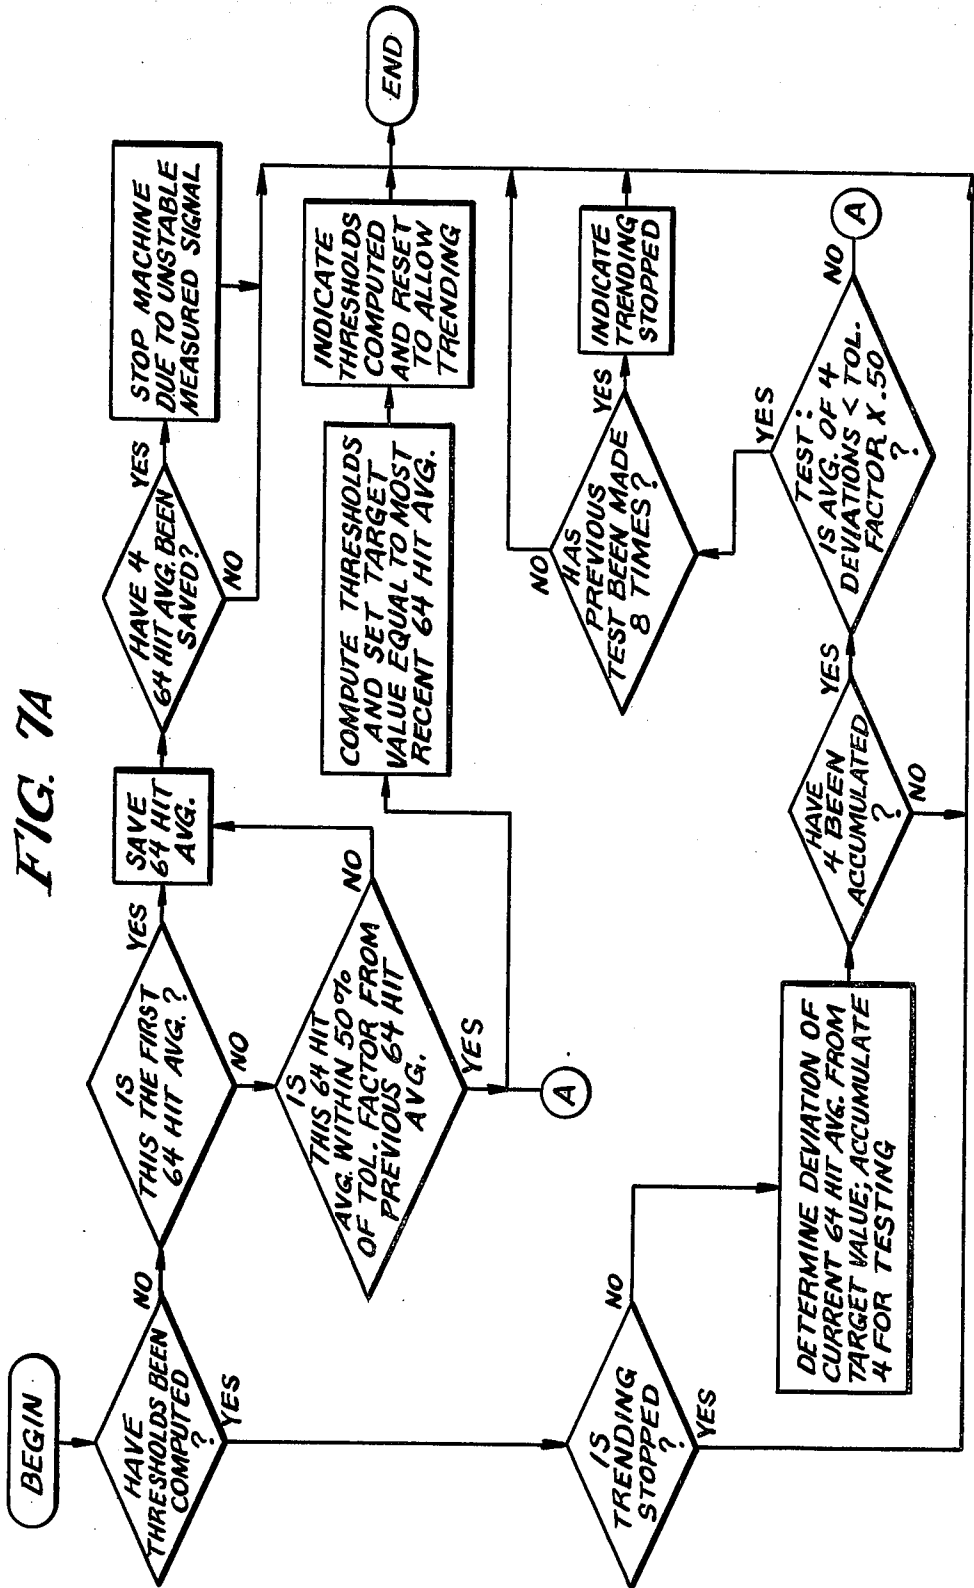 FIG. 7A
BEGIN
HAVE
THRESHOLDS BEEN
COMPUTED
?
NO
YES
IS
THIS THE FIRST
64 HIT AVG.?
YES
NO
SAVE
64 HIT
AVG.
HAVE 4
64 HIT AVG. BEEN
SAVED?
YES
NO
STOP MACHINE
DUE TO UNSTABLE
MEASURED SIGNAL
IS
THIS 64 HIT
AVG. WITHIN 50%
OF TOL. FACTOR FROM
PREVIOUS 64 HIT
AVG.
NO
YES
A
COMPUTE THRESHOLDS
AND SET TARGET
VALUE EQUAL TO MOST
RECENT 64 HIT AVG.
INDICATE
THRESHOLDS
COMPUTED
AND RESET
TO ALLOW
TRENDING
END
IS
TRENDING
STOPPED
?
NO
YES
DETERMINE DEVIATION OF
CURRENT 64 HIT AVG. FROM
TARGET VALUE; ACCUMULATE
4 FOR TESTING
HAVE
4 BEEN
ACCUMULATED
?
YES
NO
TEST:
IS AVG. OF 4
DEVIATIONS < TOL.
FACTOR X .50
?
YES
NO
A
HAS
PREVIOUS
TEST BEEN MADE
8 TIMES?
NO
YES
INDICATE
TRENDING
STOPPED